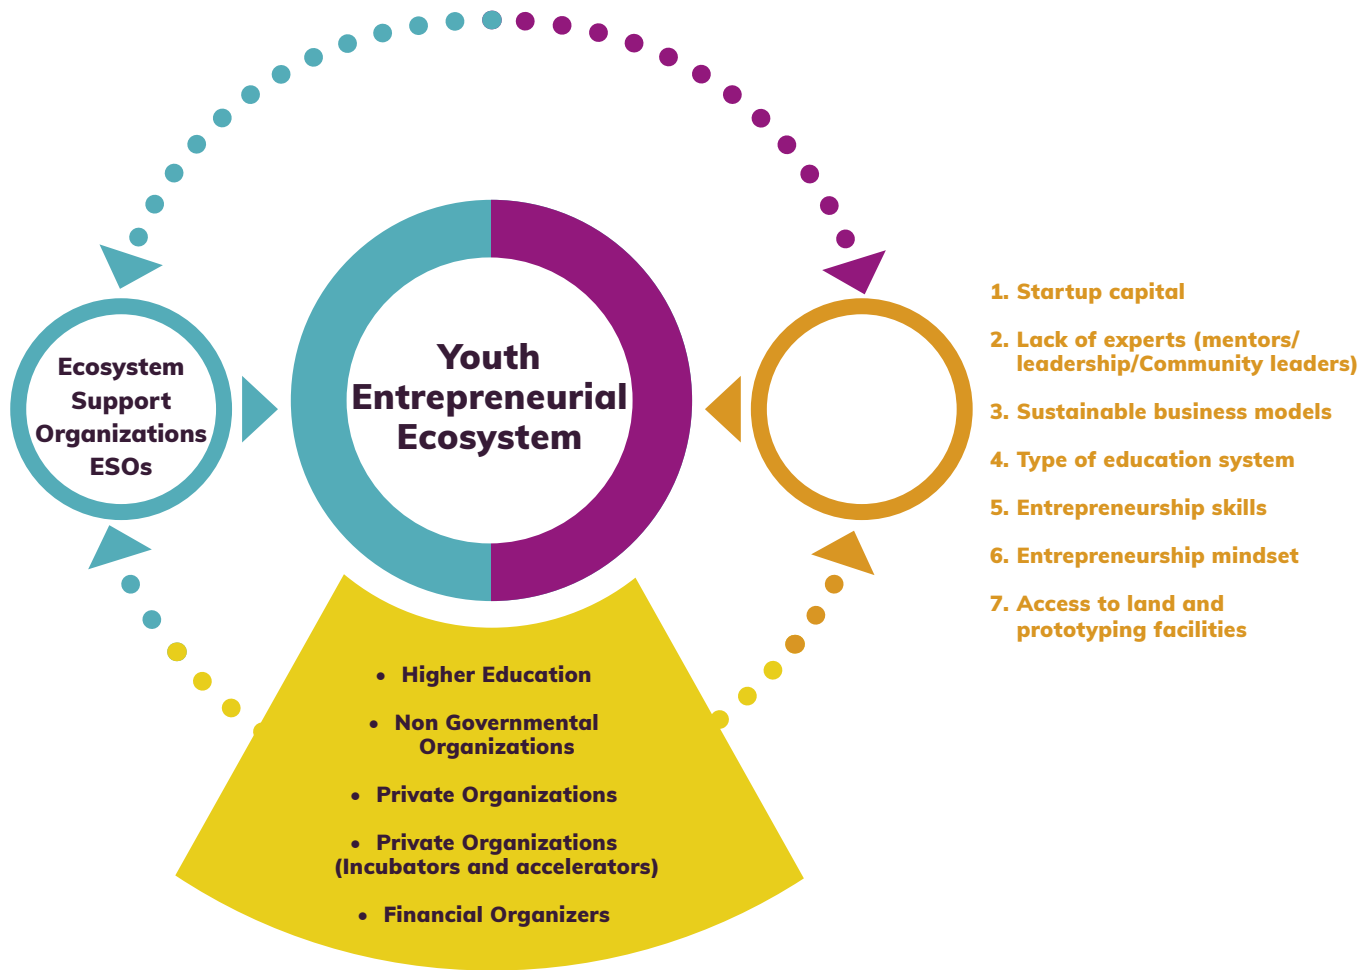 Ecosystem
Support
Organizations
ESOs
Youth
Entrepreneurial
Ecosystem
1. Startup capital
2. Lack of experts (mentors/
leadership/Community leaders)
3. Sustainable business models
4. Type of education system
5. Entrepreneurship skills
6. Entrepreneurship mindset
7. Access to land and
prototyping facilities
• Higher Education
• Non Governmental
Organizations
• Private Organizations
• Private Organizations
(Incubators and accelerators)
• Financial Organizers